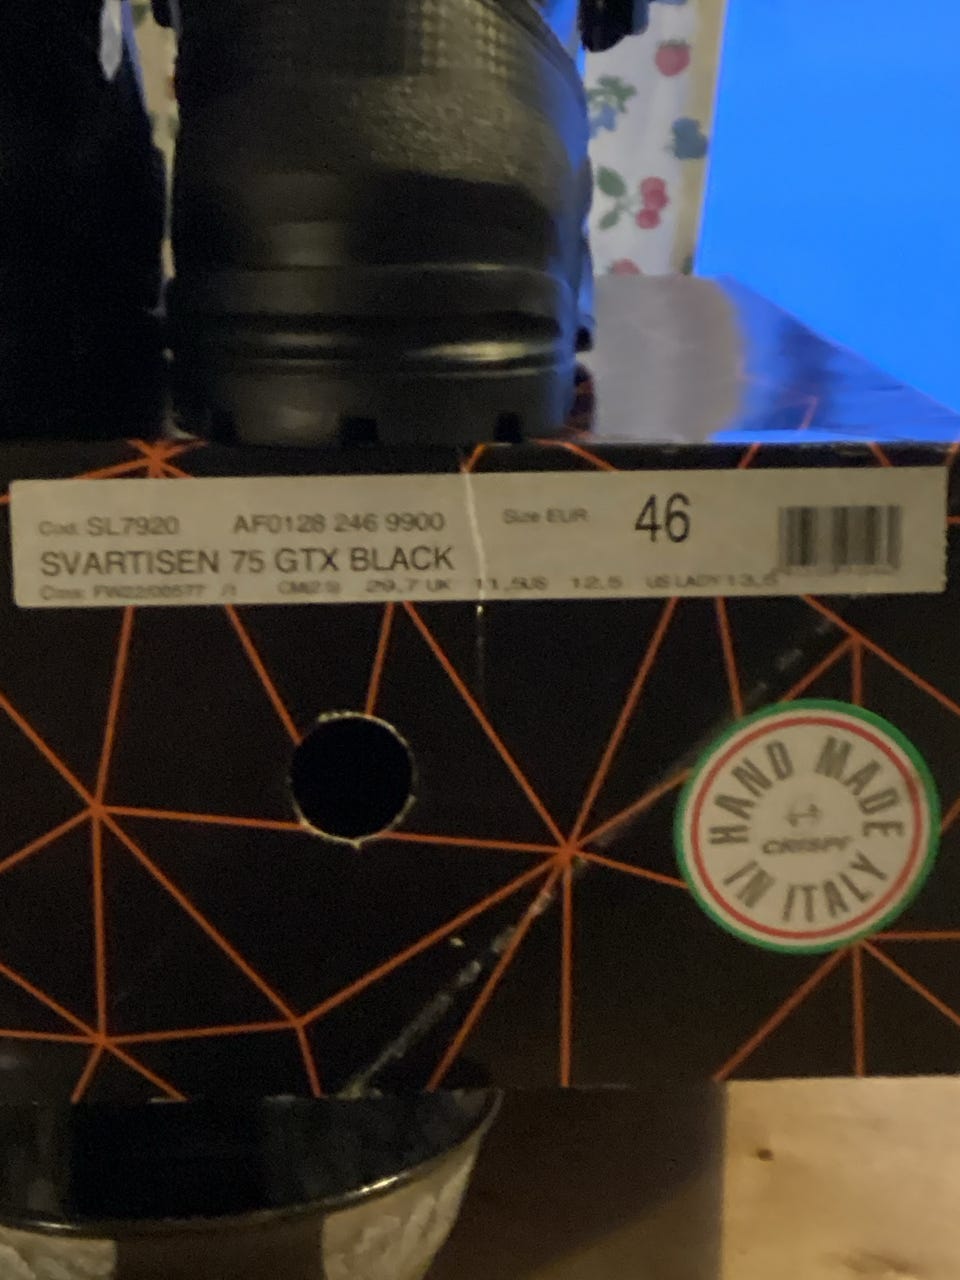 Cod. SL7920 AF0128 246 9900 Size EUR 46
SVARTISEN 75 GTX BLACK
29,7 UK 11,5 US 12,5 US LADY 13,5
HAND MADE
CRISPI
IN ITALY